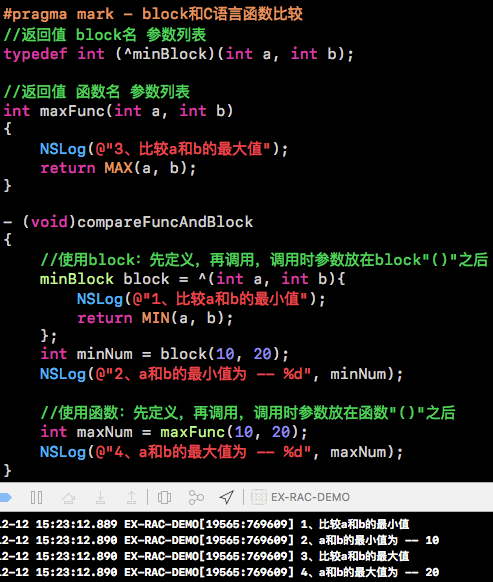 #pragma mark - block和C语言函数比较
//返回值 block名 参数列表
typedef int (^minBlock)(int a, int b);
//返回值 函数名 参数列表
int maxFunc(int a, int b)
{
NSLog(@"3、比较a和b的最大值");
return MAX(a, b);
}
- (void)compareFuncAndBlock
{
//使用block：先定义，再调用，调用时参数放在block"()"之后
minBlock block = ^(int a, int b){
NSLog(@"1、比较a和b的最小值");
return MIN(a, b);
};
int minNum = block(10, 20);
NSLog(@"2、a和b的最小值为 -- %d", minNum);
//使用函数：先定义，再调用，调用时参数放在函数"()"之后
int maxNum = maxFunc(10, 20);
NSLog(@"4、a和b的最大值为 -- %d", maxNum);
}
EX-RAC-DEMO
12-12 15:23:12.889 EX-RAC-DEMO[19565:769609] 1、比较a和b的最小值
12-12 15:23:12.890 EX-RAC-DEMO[19565:769609] 2、a和b的最小值为 -- 10
12-12 15:23:12.890 EX-RAC-DEMO[19565:769609] 3、比较a和b的最大值
12-12 15:23:12.890 EX-RAC-DEMO[19565:769609] 4、a和b的最大值为 -- 20